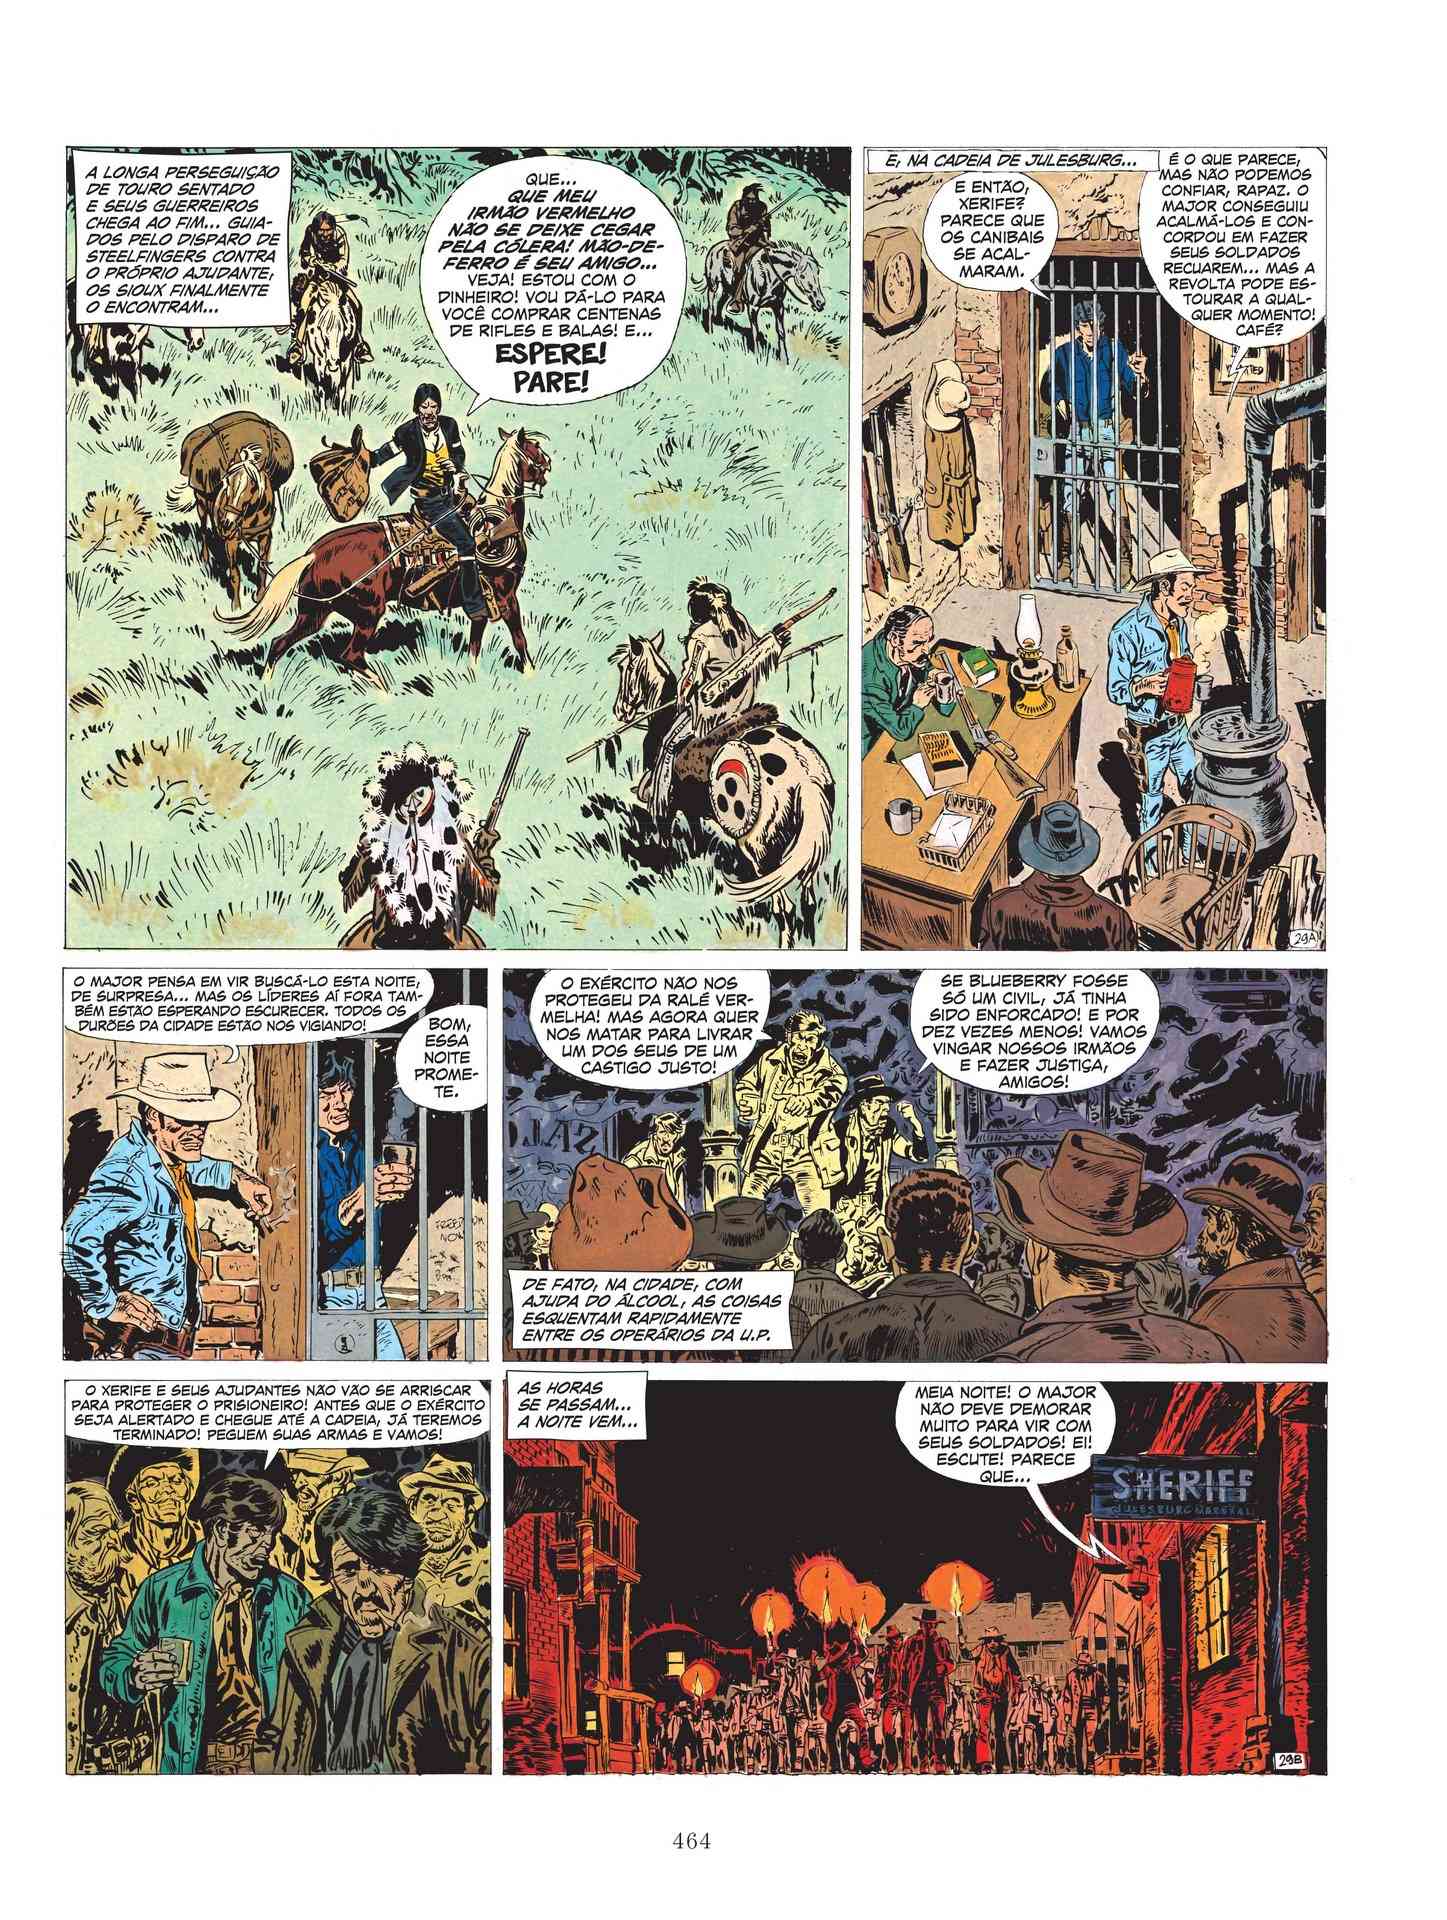 A LONGA PERSEGUIÇÃO
DE TOURO SENTADO
E SEUS GUERREIROS
CHEGA AO FIM... GUIA-
DOS PELO DISPARO DE
STEELFINGERS CONTRA
O PRÓPRIO AJUDANTE,
OS SIOUX FINALMENTE
O ENCONTRAM...
QUE...
QUE MEU
IRMÃO VERMELHO
NÃO SE DEIXE CEGAR
PELA CÓLERA! MÃO-DE-
FERRO É SEU AMIGO...
VEJA! ESTOU COM O
DINHEIRO! VOU DÁ-LO PARA
VOCÊ COMPRAR CENTENAS
DE RIFLES E BALAS! E...
ESPERE!
PARE!
E, NA CADEIA DE JULESBURG...
E ENTÃO,
XERIFE?
PARECE QUE
OS CANIBAIS
SE ACAL-
MARAM.
É O QUE PARECE,
MAS NÃO PODEMOS
CONFIAR, RAPAZ. O
MAJOR CONSEGUIU
ACALMÁ-LOS E CON-
CORDOU EM FAZER
SEUS SOLDADOS
RECUAREM... MAS A
REVOLTA PODE ES-
TOURAR A QUAL-
QUER MOMENTO!
CAFÉ?
29A
O MAJOR PENSA EM VIR BUSCÁ-LO ESTA NOITE,
DE SURPRESA... MAS OS LÍDERES AÍ FORA TAM-
BÉM ESTÃO ESPERANDO ESCURECER. TODOS OS
DURÕES DA CIDADE ESTÃO NOS VIGIANDO!
BOM,
ESSA
NOITE
PROME-
TE.
O EXÉRCITO NÃO NOS
PROTEGEU DA RALÉ VER-
MELHA! MAS AGORA QUER
NOS MATAR PARA LIVRAR
UM DOS SEUS DE UM
CASTIGO JUSTO!
SE BLUEBERRY FOSSE
SÓ UM CIVIL, JÁ TINHA
SIDO ENFORCADO! E POR
DEZ VEZES MENOS! VAMOS
VINGAR NOSSOS IRMÃOS
E FAZER JUSTIÇA,
AMIGOS!
DE FATO, NA CIDADE, COM
AJUDA DO ÁLCOOL, AS COISAS
ESQUENTAM RAPIDAMENTE
ENTRE OS OPERÁRIOS DA U.P.
O XERIFE E SEUS AJUDANTES NÃO VÃO SE ARRISCAR
PARA PROTEGER O PRISIONEIRO! ANTES QUE O EXÉRCITO
SEJA ALERTADO E CHEGUE ATÉ A CADEIA, JÁ TEREMOS
TERMINADO! PEGUEM SUAS ARMAS E VAMOS!
AS HORAS
SE PASSAM...
A NOITE VEM...
MEIA NOITE! O MAJOR
NÃO DEVE DEMORAR
MUITO PARA VIR COM
SEUS SOLDADOS! EI!
ESCUTE! PARECE
QUE...
SHERIFF
JULESBURG MARSHAL
29B
464